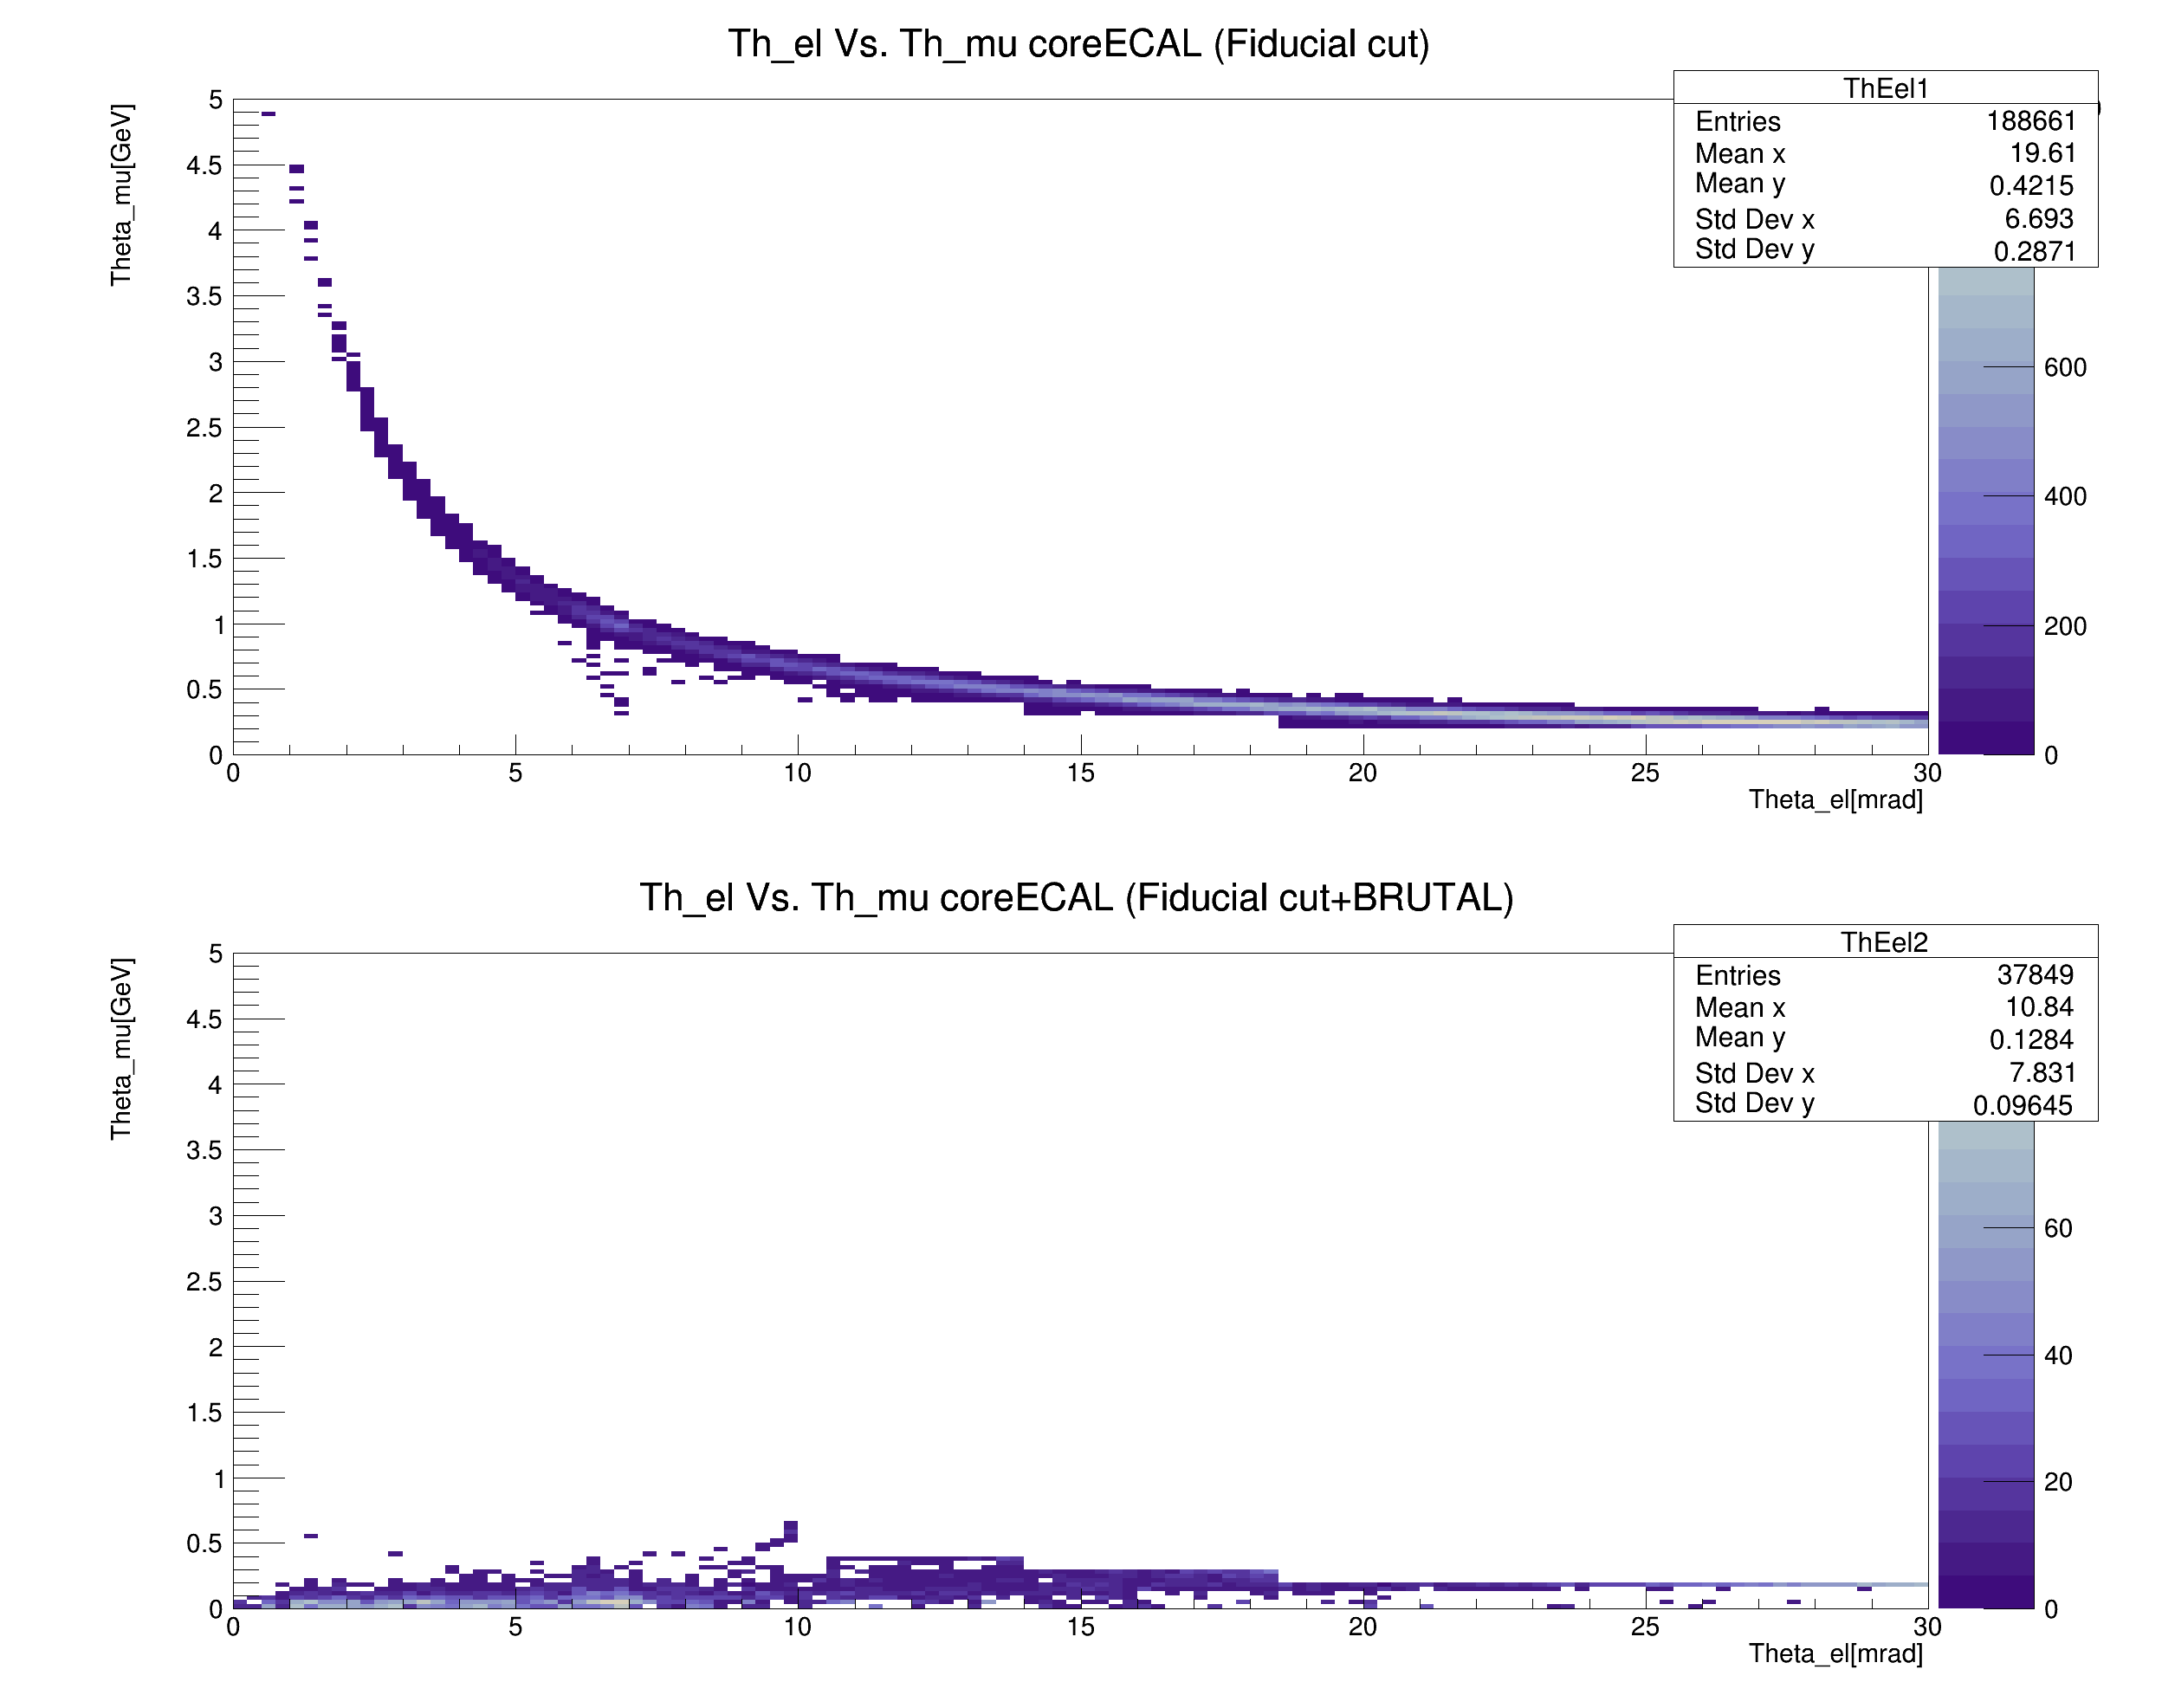 Th_el Vs. Th_mu coreECAL (Fiducial cut)
Theta_mu[GeV]
5
4.5
4
3.5
3
2.5
2
1.5
1
0.5
0
0 5 10 15 20 25 30
Theta_el[mrad]
ThEel1
Entries 188661
Mean x 19.61
Mean y 0.4215
Std Dev x 6.693
Std Dev y 0.2871
600
400
200
0
Th_el Vs. Th_mu coreECAL (Fiducial cut+BRUTAL)
Theta_mu[GeV]
5
4.5
4
3.5
3
2.5
2
1.5
1
0.5
0
0 5 10 15 20 25 30
Theta_el[mrad]
ThEel2
Entries 37849
Mean x 10.84
Mean y 0.1284
Std Dev x 7.831
Std Dev y 0.09645
60
40
20
0